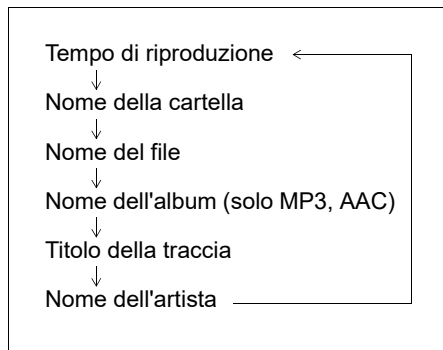 Tempo di riproduzione
Nome della cartella
Nome del file
Nome dell'album (solo MP3, AAC)
Titolo della traccia
Nome dell'artista